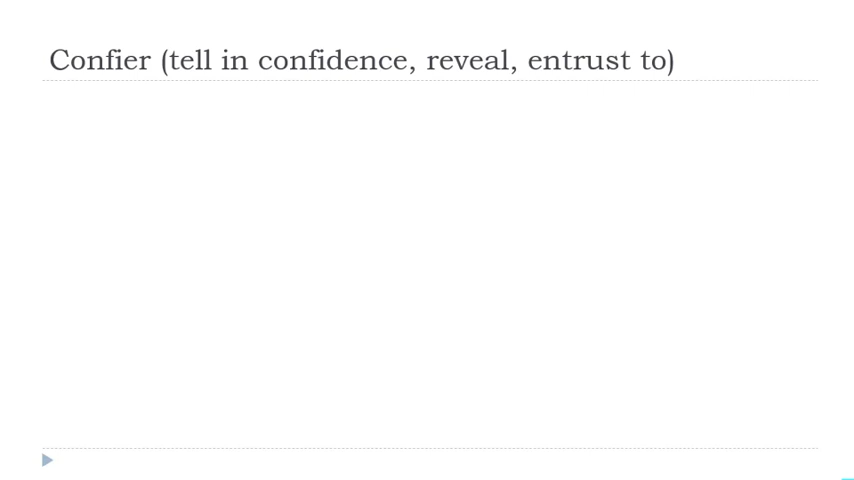 Confier (tell in confidence, reveal, entrust to)